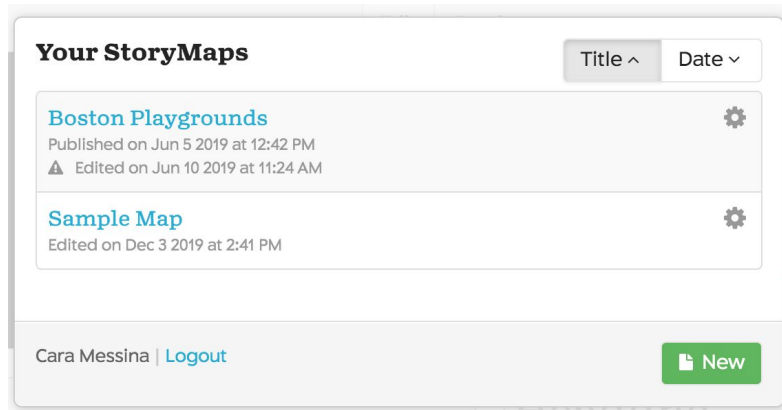 Your StoryMaps
Title Date
Boston Playgrounds
Published on Jun 5 2019 at 12:42 PM
Edited on Jun 10 2019 at 11:24 AM
Sample Map
Edited on Dec 3 2019 at 2:41 PM
Cara Messina | Logout
New